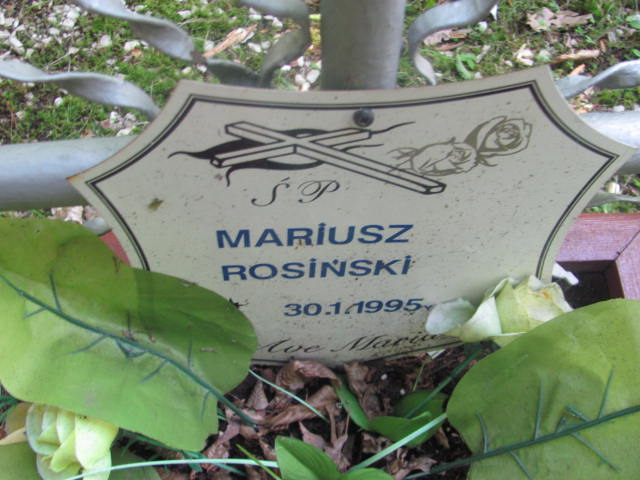 Ś P
MARIUSZ
ROSIŃSKI
30.1.1995
Ave Maria